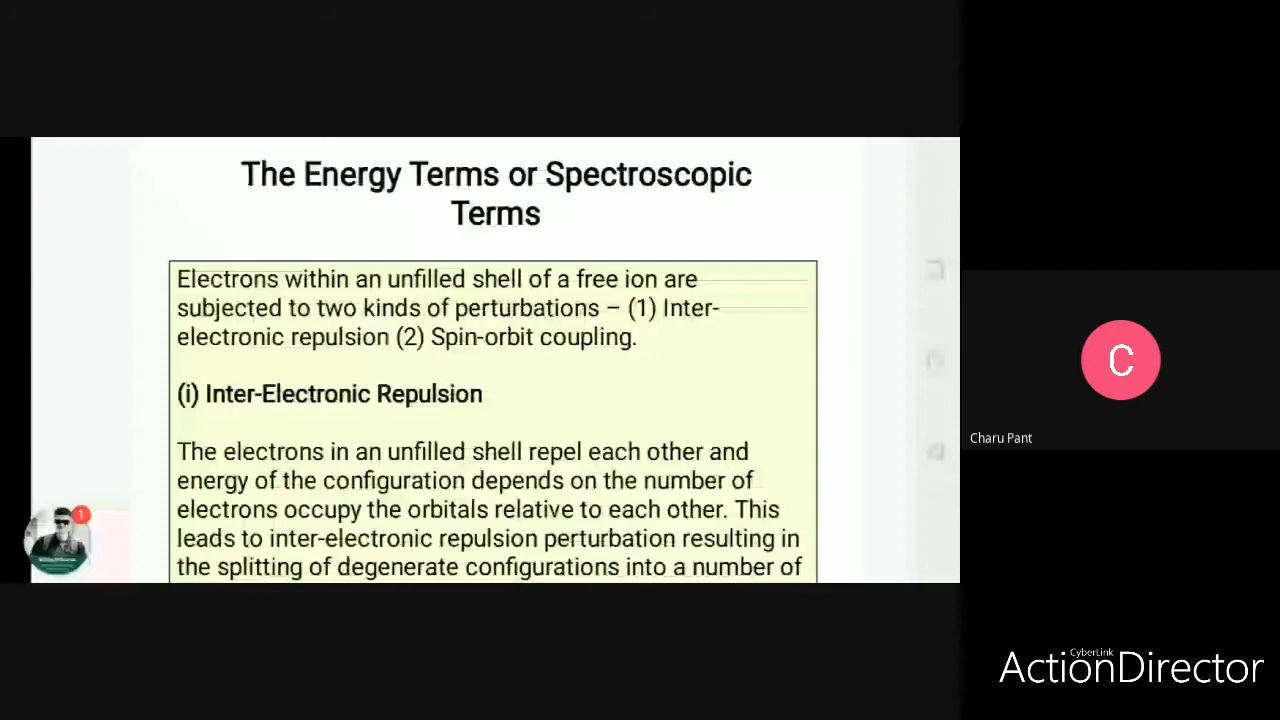 The Energy Terms or Spectroscopic
Terms
Electrons within an unfilled shell of a free ion are
subjected to two kinds of perturbations – (1) Inter-
electronic repulsion (2) Spin-orbit coupling.
(i) Inter-Electronic Repulsion
The electrons in an unfilled shell repel each other and
energy of the configuration depends on the number of
electrons occupy the orbitals relative to each other. This
leads to inter-electronic repulsion perturbation resulting in
the splitting of degenerate configurations into a number of
1
C
Charu Pant
CyberLink
ActionDirector